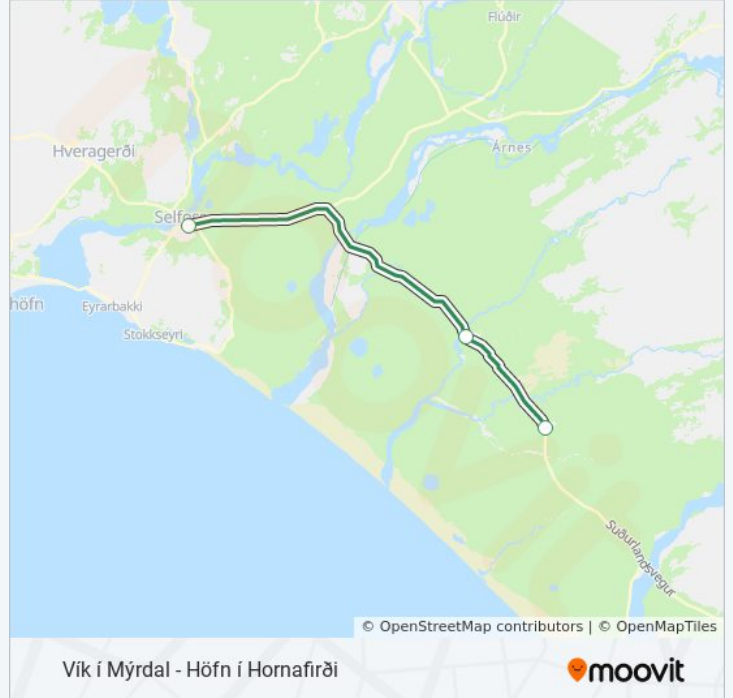 Flúðir
Árnes
Hveragerði
Selfoss
höfn
Eyrarbakki
Stokkseyri
Suðurlandsvegur
© OpenStreetMap contributors | © OpenMapTiles
Vík í Mýrdal - Höfn í Hornafirði
moovit